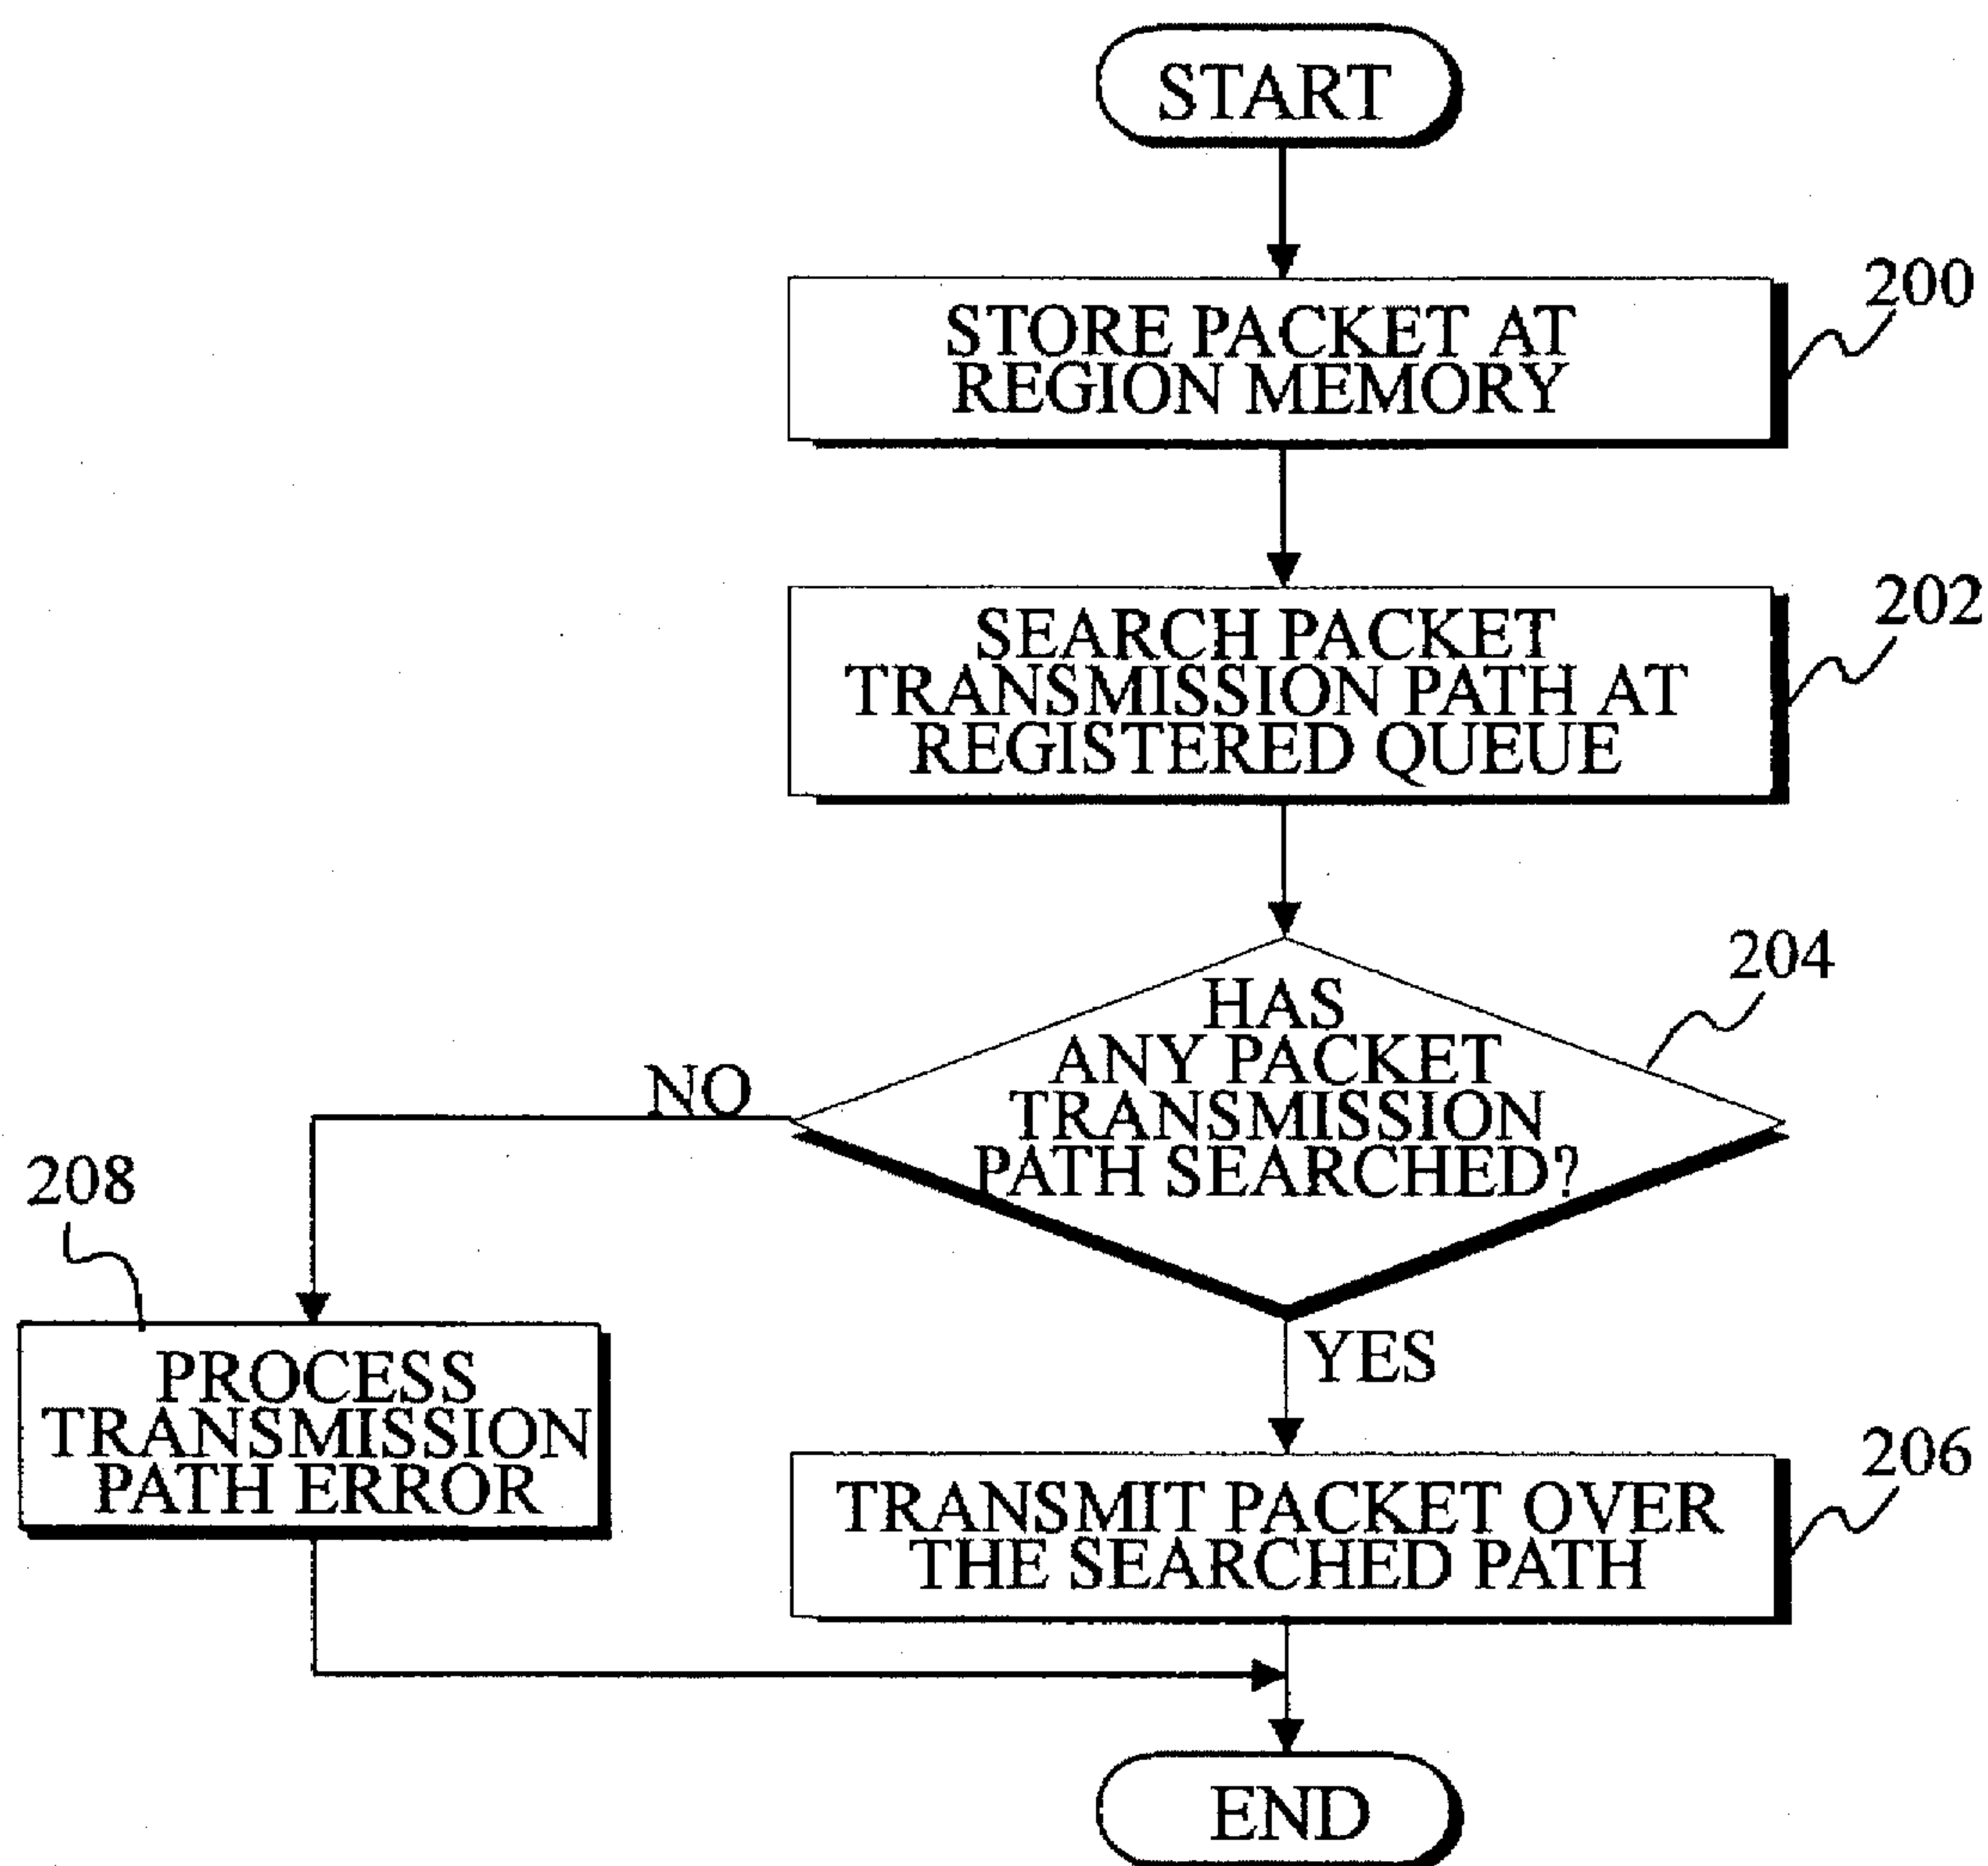 START
200
STORE PACKET AT
REGION MEMORY
202
SEARCH PACKET
TRANSMISSION PATH AT
REGISTERED QUEUE
204
HAS
ANY PACKET
TRANSMISSION
PATH SEARCHED?
NO
208
YES
PROCESS
TRANSMISSION
PATH ERROR
206
TRANSMIT PACKET OVER
THE SEARCHED PATH
END